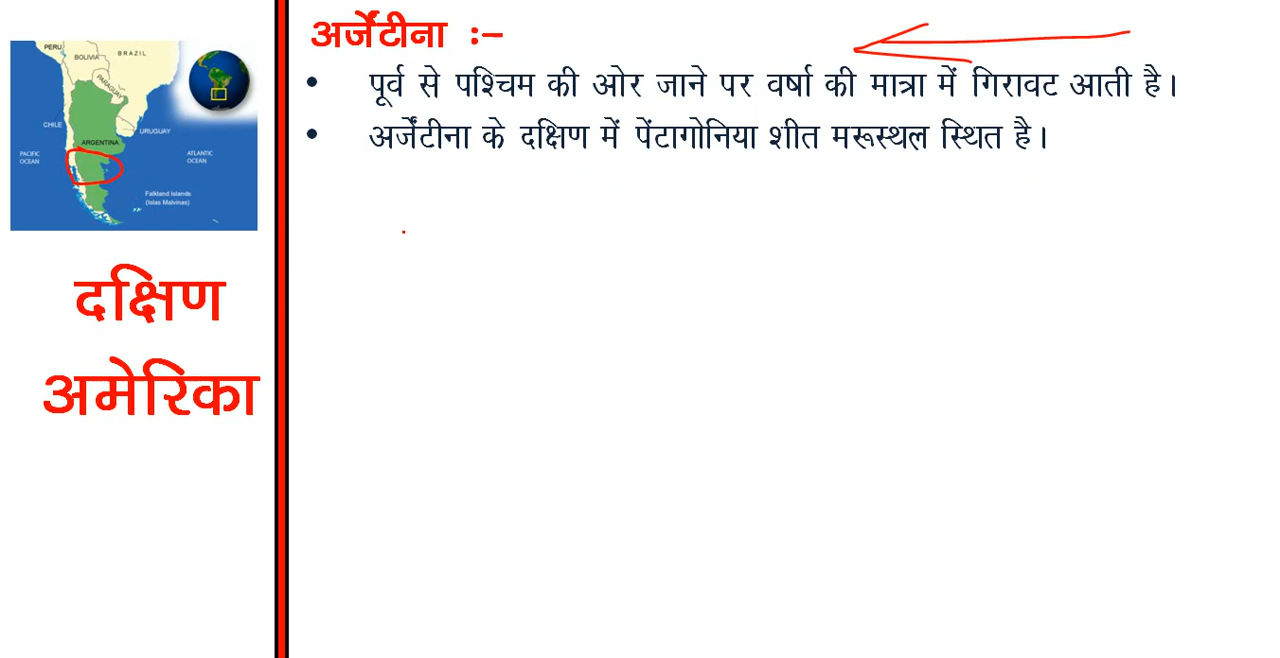 अर्जेंटीना :–
• पूर्व से पश्चिम की ओर जाने पर वर्षा की मात्रा में गिरावट आती है।
• अर्जेंटीना के दक्षिण में पेंटागोनिया शीत मरूस्थल स्थित है।
PERU
BRAZIL
BOLIVIA
PARAGUAY
CHILE
URUGUAY
ARGENTINA
PACIFIC
OCEAN
ATLANTIC
OCEAN
Falkland Islands
(Islas Malvinas)
दक्षिण
अमेरिका